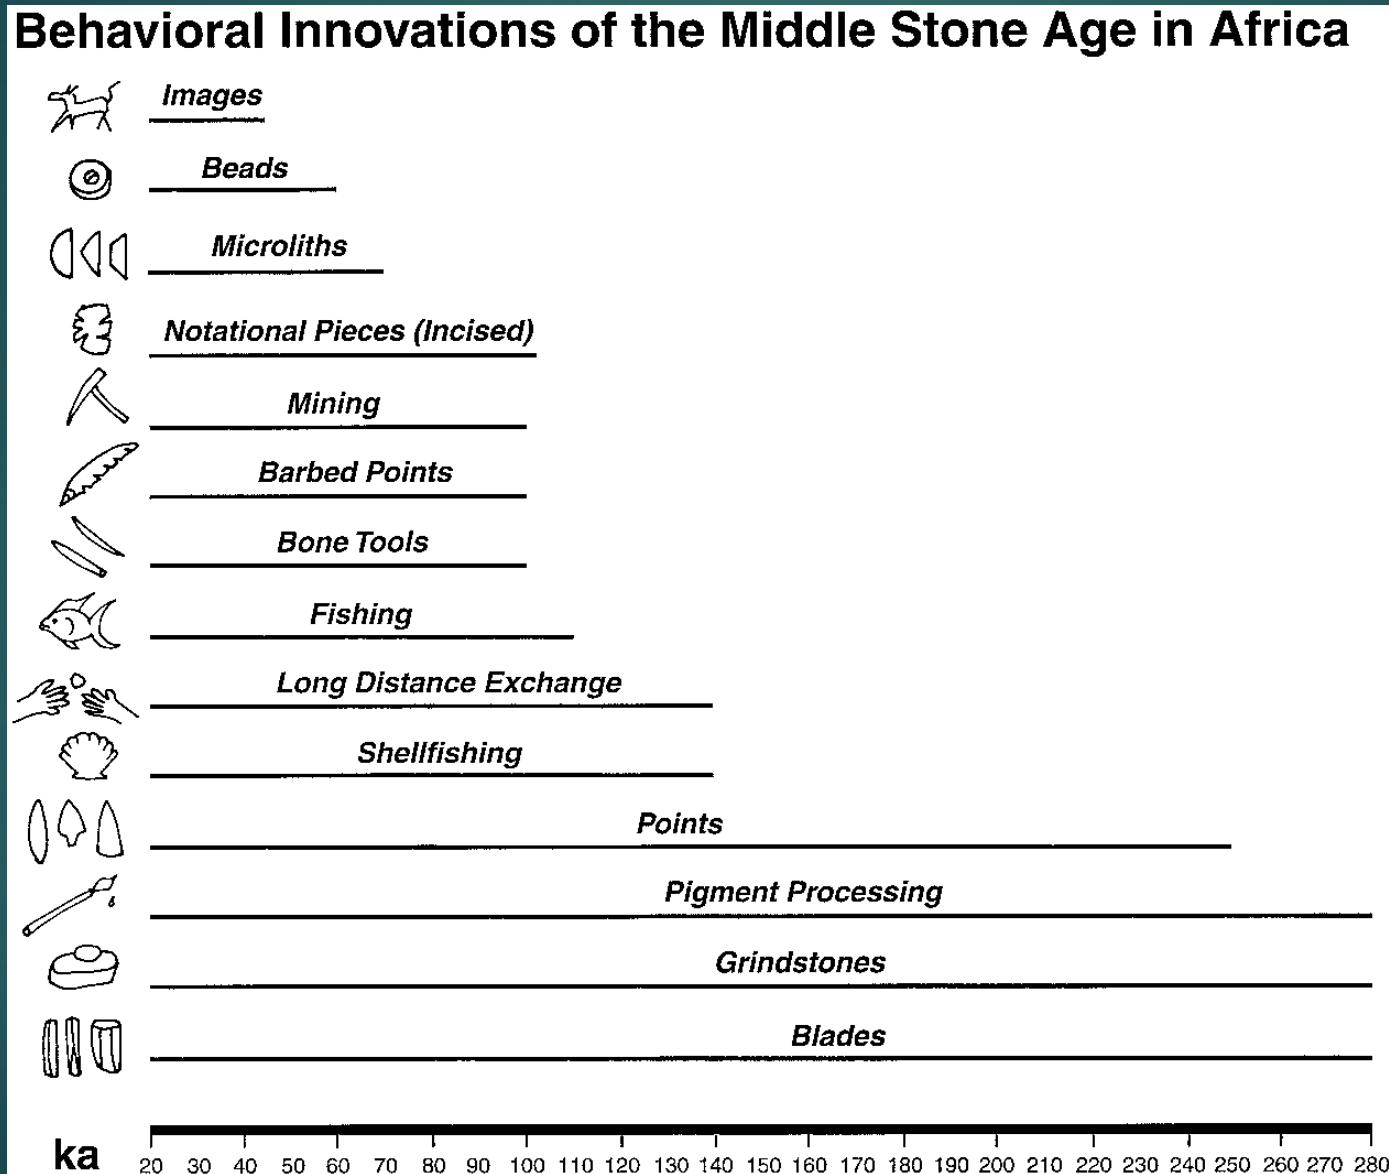 Behavioral Innovations of the Middle Stone Age in Africa
Images
Beads
Microliths
Notational Pieces (Incised)
Mining
Barbed Points
Bone Tools
Fishing
Long Distance Exchange
Shellfishing
Points
Pigment Processing
Grindstones
Blades
ka 20 30 40 50 60 70 80 90 100 110 120 130 140 150 160 170 180 190 200 210 220 230 240 250 260 270 280